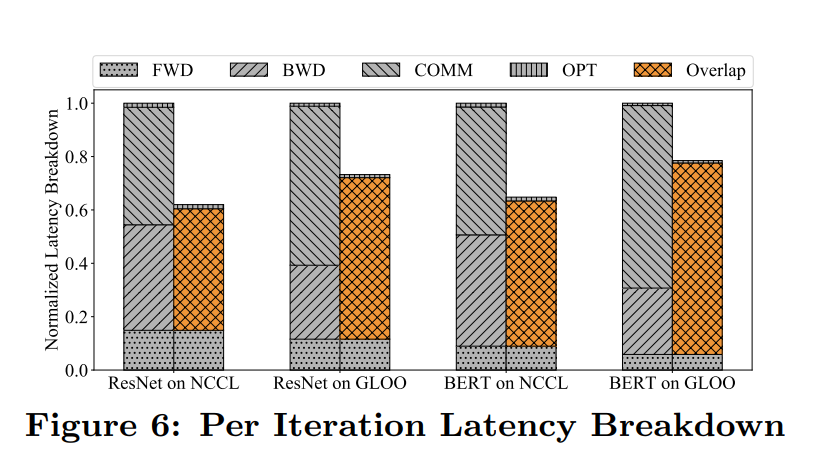 FWD BWD COMM OPT Overlap
Normalized Latency Breakdown
1.0
0.8
0.6
0.4
0.2
0.0
ResNet on NCCL ResNet on GLOO BERT on NCCL BERT on GLOO
Figure 6: Per Iteration Latency Breakdown